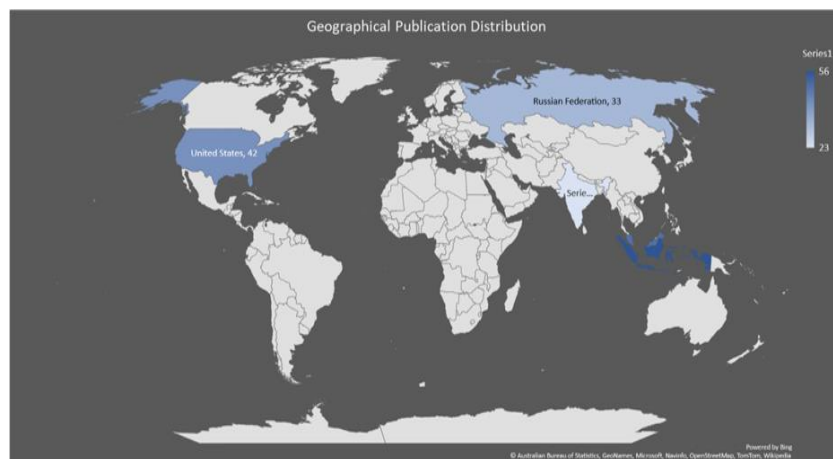 Geographical Publication Distribution
Series1
56
23
Russian Federation, 33
United States, 42
Serie...
Powered by Bing
© Australian Bureau of Statistics, GeoNames, Microsoft, Navinfo, OpenStreetMap, TomTom, Wikipedia